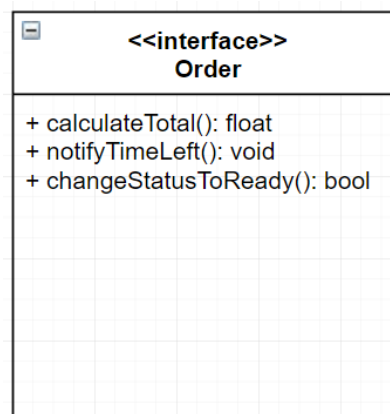 <<interface>>
Order
+ calculateTotal(): float
+ notifyTimeLeft(): void
+ changeStatusToReady(): bool